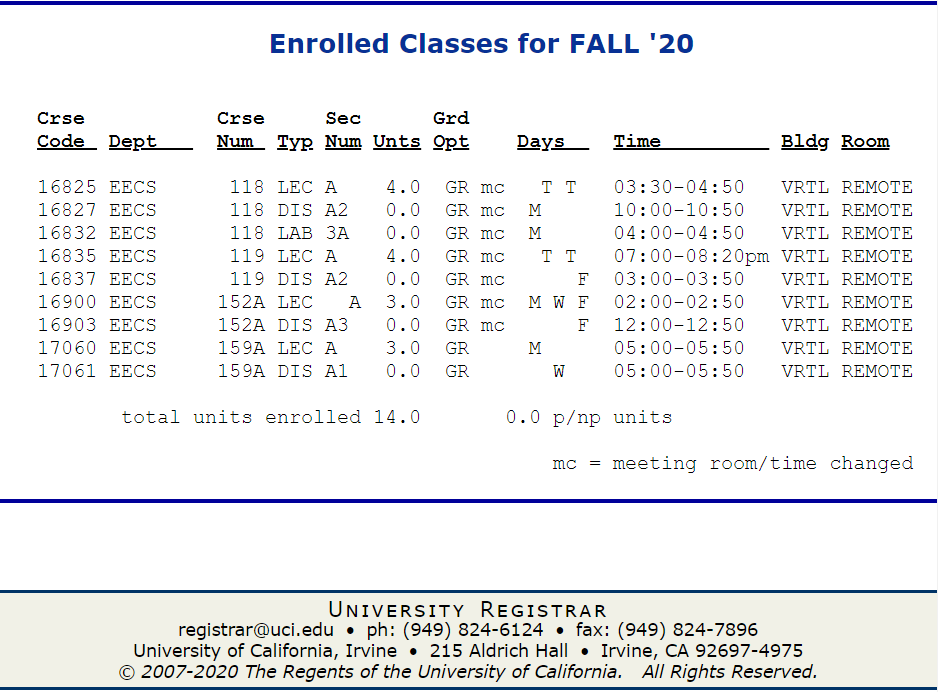 Enrolled Classes for FALL '20
Crse Crse Sec Grd
Code Dept Num Typ Num Unts Opt Days Time Bldg Room
16825 EECS 118 LEC A 4.0 GR mc T T 03:30-04:50 VRTL REMOTE
16827 EECS 118 DIS A2 0.0 GR mc M 10:00-10:50 VRTL REMOTE
16832 EECS 118 LAB 3A 0.0 GR mc M 04:00-04:50 VRTL REMOTE
16835 EECS 119 LEC A 4.0 GR mc T T 07:00-08:20pm VRTL REMOTE
16837 EECS 119 DIS A2 0.0 GR mc F 03:00-03:50 VRTL REMOTE
16900 EECS 152A LEC A 3.0 GR mc M W F 02:00-02:50 VRTL REMOTE
16903 EECS 152A DIS A3 0.0 GR mc F 12:00-12:50 VRTL REMOTE
17060 EECS 159A LEC A 3.0 GR M 05:00-05:50 VRTL REMOTE
17061 EECS 159A DIS A1 0.0 GR W 05:00-05:50 VRTL REMOTE
total units enrolled 14.0 0.0 p/np units
mc = meeting room/time changed
UNIVERSITY REGISTRAR
registrar@uci.edu • ph: (949) 824-6124 • fax: (949) 824-7896
University of California, Irvine • 215 Aldrich Hall • Irvine, CA 92697-4975
© 2007-2020 The Regents of the University of California. All Rights Reserved.